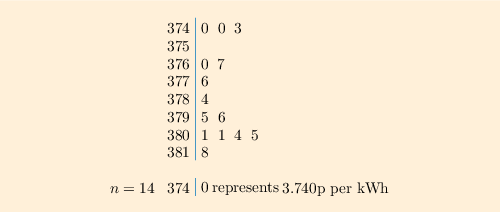 374 | 0 0 3
375 |
376 | 0 7
377 | 6
378 | 4
379 | 5 6
380 | 1 1 4 5
381 | 8
n = 14 374 | 0 represents 3.740p per kWh